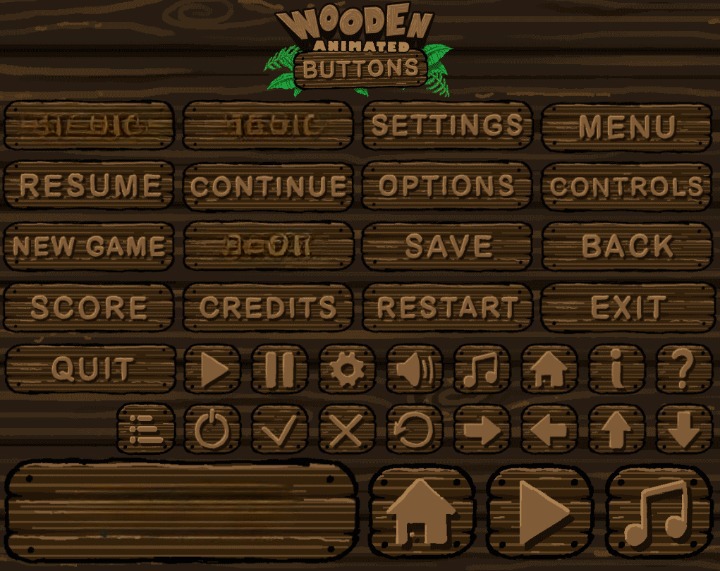 WOODEN
ANIMATED
BUTTONS
SETTINGS MENU
RESUME CONTINUE OPTIONS CONTROLS
NEW GAME SAVE BACK
SCORE CREDITS RESTART EXIT
QUIT i ?